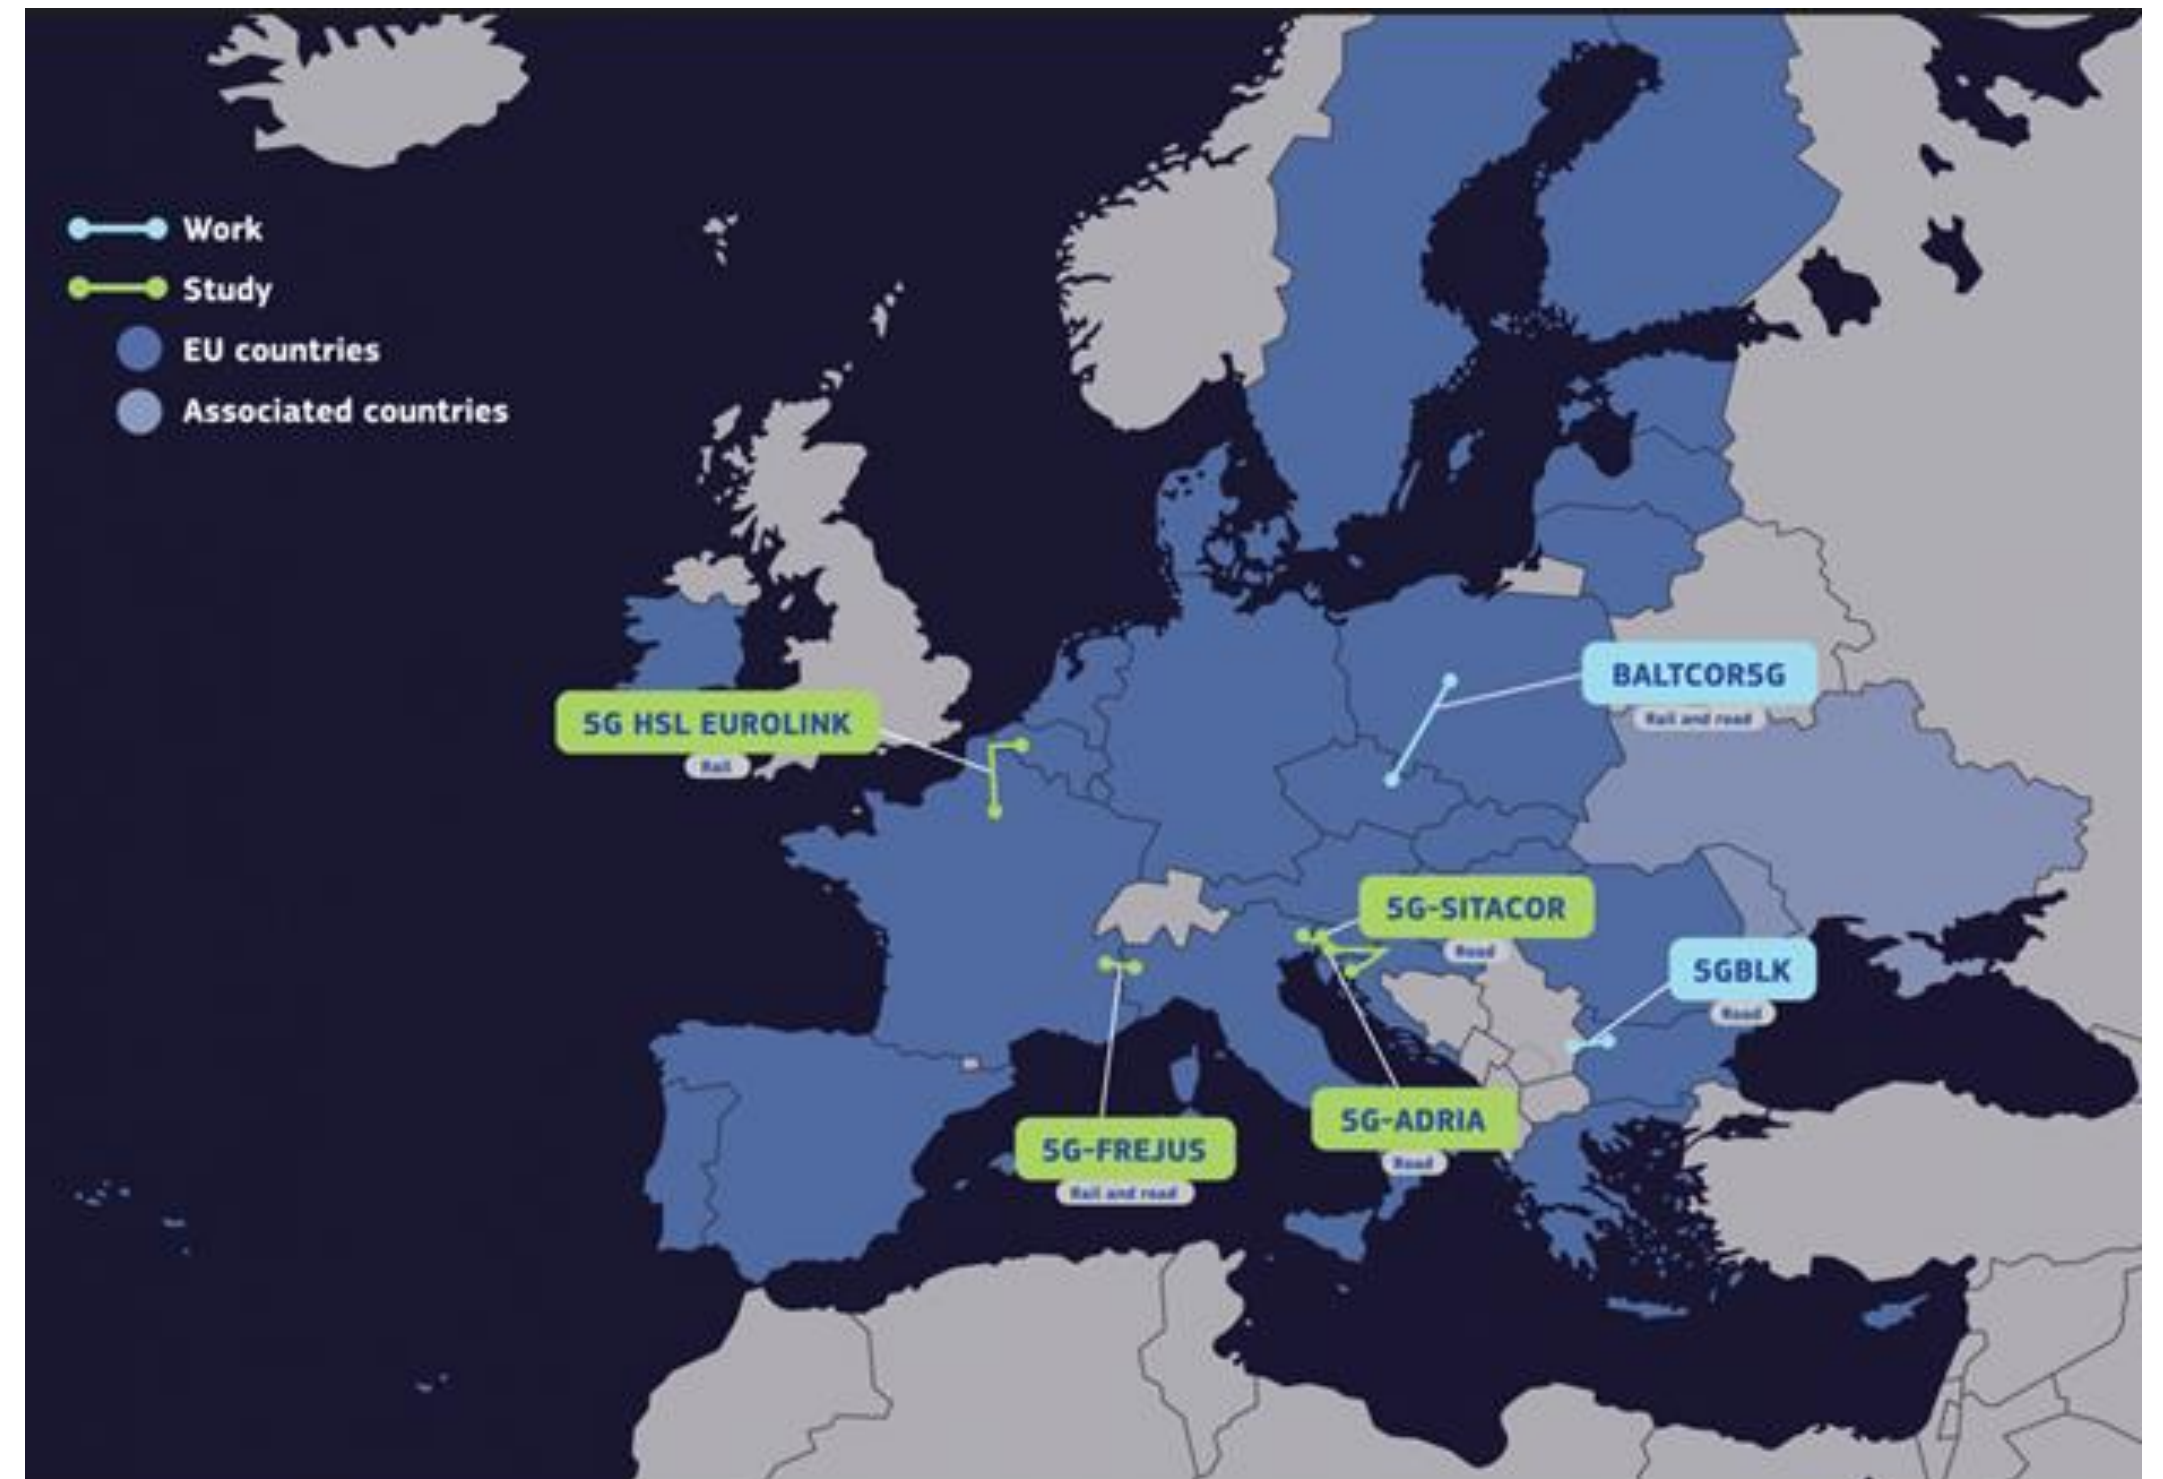 Work
Study
EU countries
Associated countries
BALTCOR5G
Rail and road
5G HSL EUROLINK
Rail
5G-SITACOR
Road
5GBLK
Road
5G-ADRIA
Road
5G-FREJUS
Rail and road